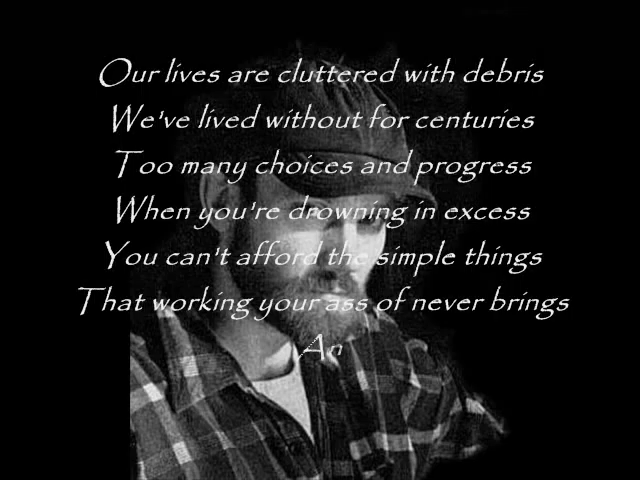 Our lives are cluttered with debris
We've lived without for centuries
Too many choices and progress
When you're drowning in excess
You can't afford the simple things
That working your ass of never brings
An